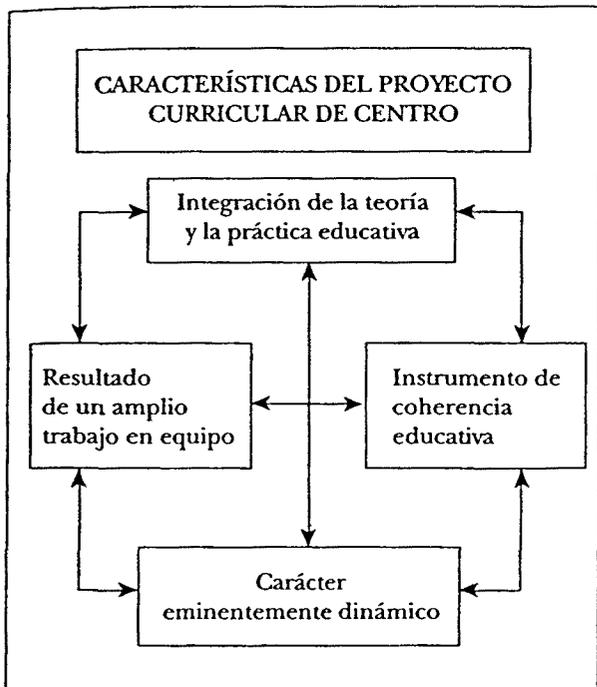 CARACTERÍSTICAS DEL PROYECTO
CURRICULAR DE CENTRO
Integración de la teoría
y la práctica educativa
Resultado
de un amplio
trabajo en equipo
Instrumento de
coherencia
educativa
Carácter
eminentemente dinámico